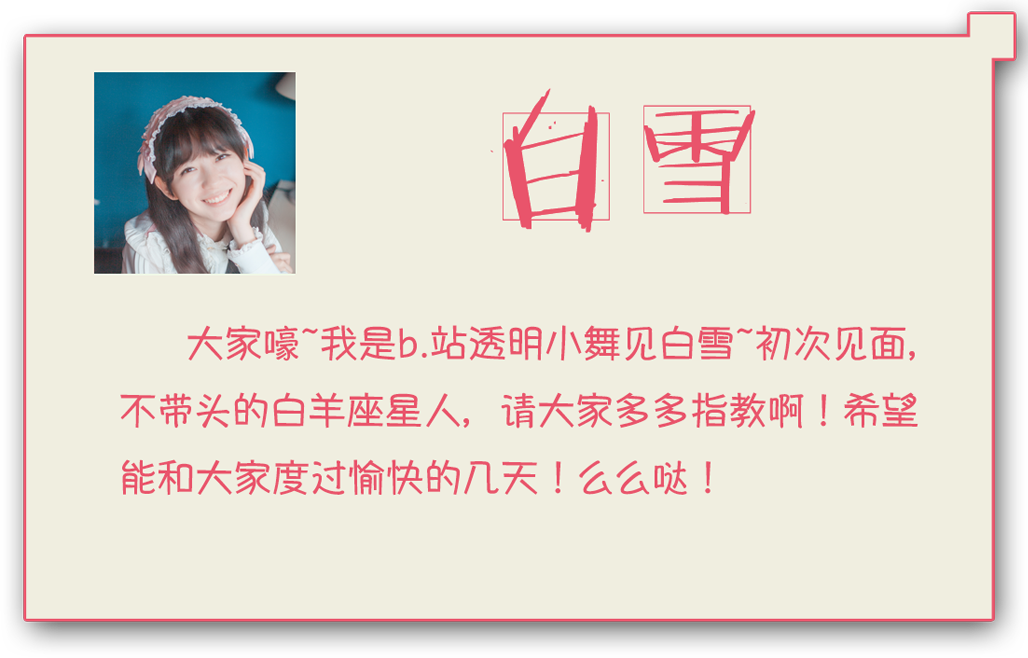 白雪
大家嚎~我是b.站透明小舞见白雪~初次见面,
不带头的白羊座星人,请大家多多指教啊!希望
能和大家度过愉快的几天!么么哒!